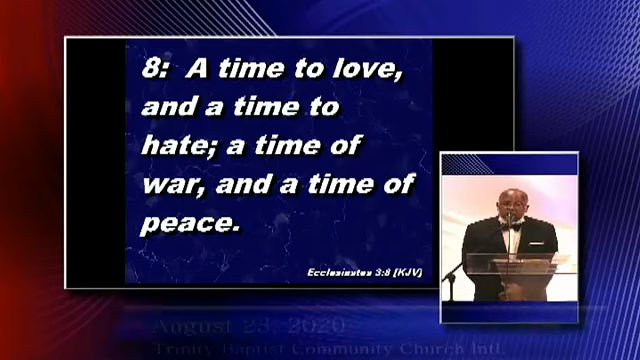 8: A time to love,
and a time to
hate; a time of
war, and a time of
peace.
Ecclesiastes 3:8 [KJV]
August 23, 2020
Trinity Baptist Community Church Intl.